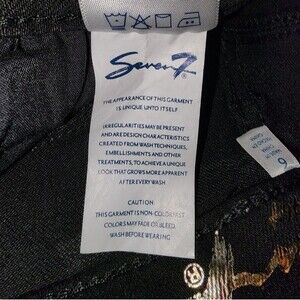 Seven7
THE APPEARANCE OF THIS GARMENT
IS UNIQUE UNTO ITSELF
IRREGULARITIES MAY BE PRESENT
AND ARE DESIGN CHARACTERISTICS
CREATED FROM WASH TECHNIQUES,
EMBELLISHMENTS AND OTHER
TREATMENTS, TO ACHIEVE A UNIQUE
LOOK THAT GROWS MORE APPARENT
AFTER EVERY WASH
CAUTION
THIS GARMENT IS NON-COLORFAST
COLORS MAY FADE OR BLEED
WASH BEFORE WEARING
6